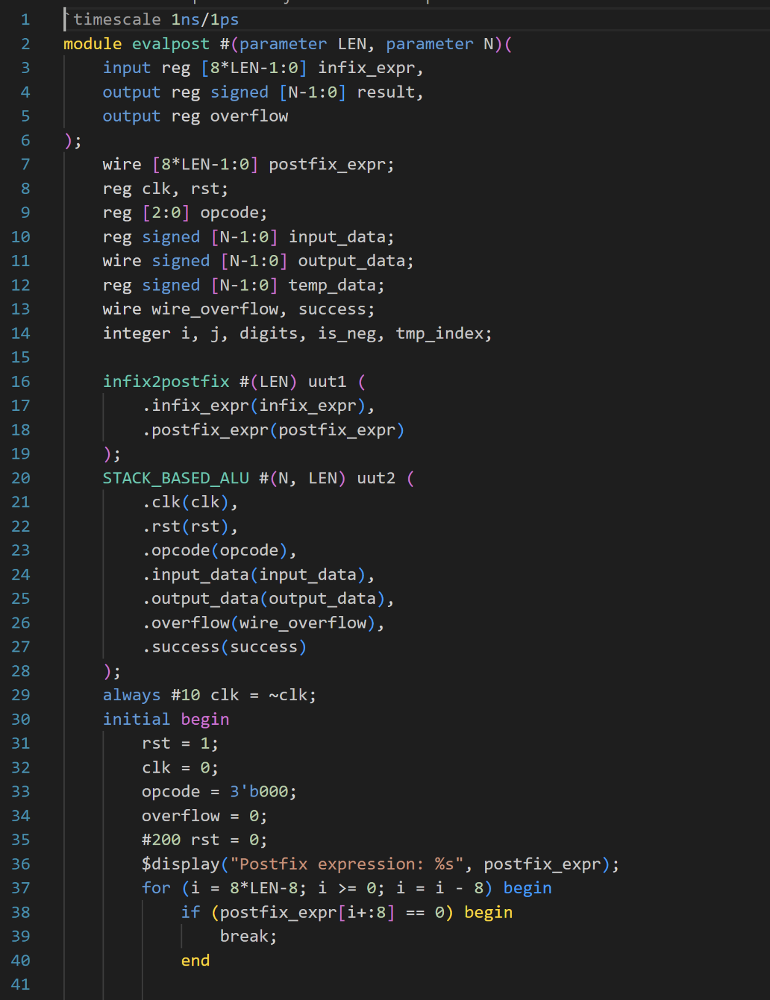 1 `timescale 1ns/1ps
2 module evalpost #(parameter LEN, parameter N)(
3     input reg [8*LEN-1:0] infix_expr,
4     output reg signed [N-1:0] result,
5     output reg overflow
6 );
7     wire [8*LEN-1:0] postfix_expr;
8     reg clk, rst;
9     reg [2:0] opcode;
10     reg signed [N-1:0] input_data;
11     wire signed [N-1:0] output_data;
12     reg signed [N-1:0] temp_data;
13     wire wire_overflow, success;
14     integer i, j, digits, is_neg, tmp_index;
15
16     infix2postfix #(LEN) uut1 (
17         .infix_expr(infix_expr),
18         .postfix_expr(postfix_expr)
19     );
20     STACK_BASED_ALU #(N, LEN) uut2 (
21         .clk(clk),
22         .rst(rst),
23         .opcode(opcode),
24         .input_data(input_data),
25         .output_data(output_data),
26         .overflow(wire_overflow),
27         .success(success)
28     );
29     always #10 clk = ~clk;
30     initial begin
31         rst = 1;
32         clk = 0;
33         opcode = 3'b000;
34         overflow = 0;
35         #200 rst = 0;
36         $display("Postfix expression: %s", postfix_expr);
37         for (i = 8*LEN-8; i >= 0; i = i - 8) begin
38             if (postfix_expr[i+:8] == 0) begin
39                 break;
40             end
41